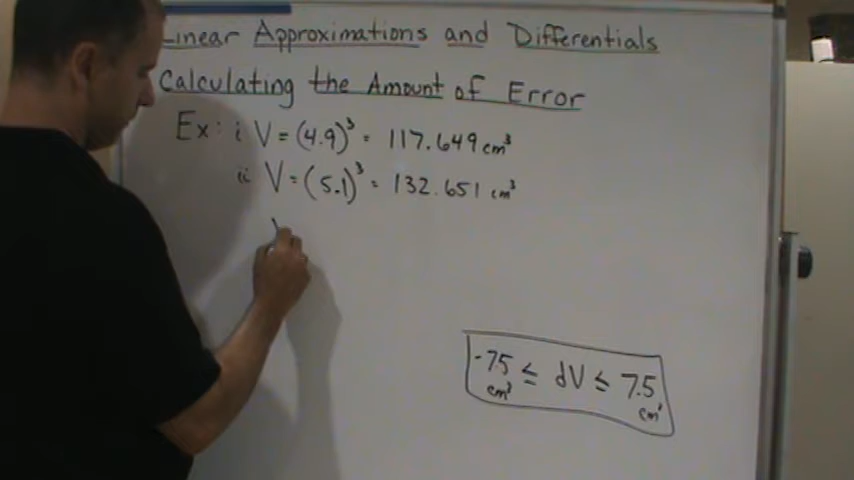 Linear Approximations and Differentials
Calculating the Amount of Error
Ex: i V = (4.9)³ = 117.649 cm³
ii V = (5.1)³ = 132.651 cm³
-7.5 ≤ dV ≤ 7.5
cm³ cm³